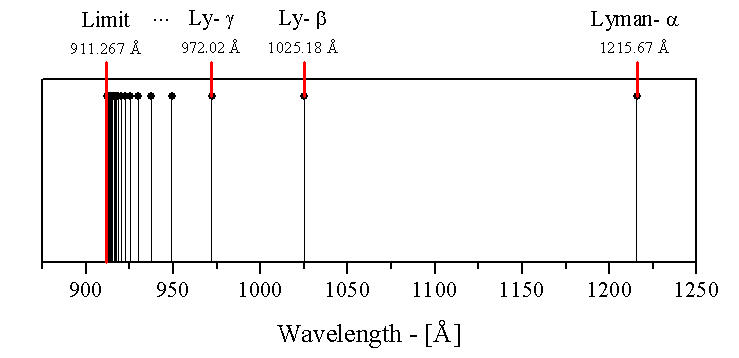 Limit ... Ly- γ Ly- β Lyman- α
911.267 Å 972.02 Å 1025.18 Å 1215.67 Å
900 950 1000 1050 1100 1150 1200 1250
Wavelength - [Å]